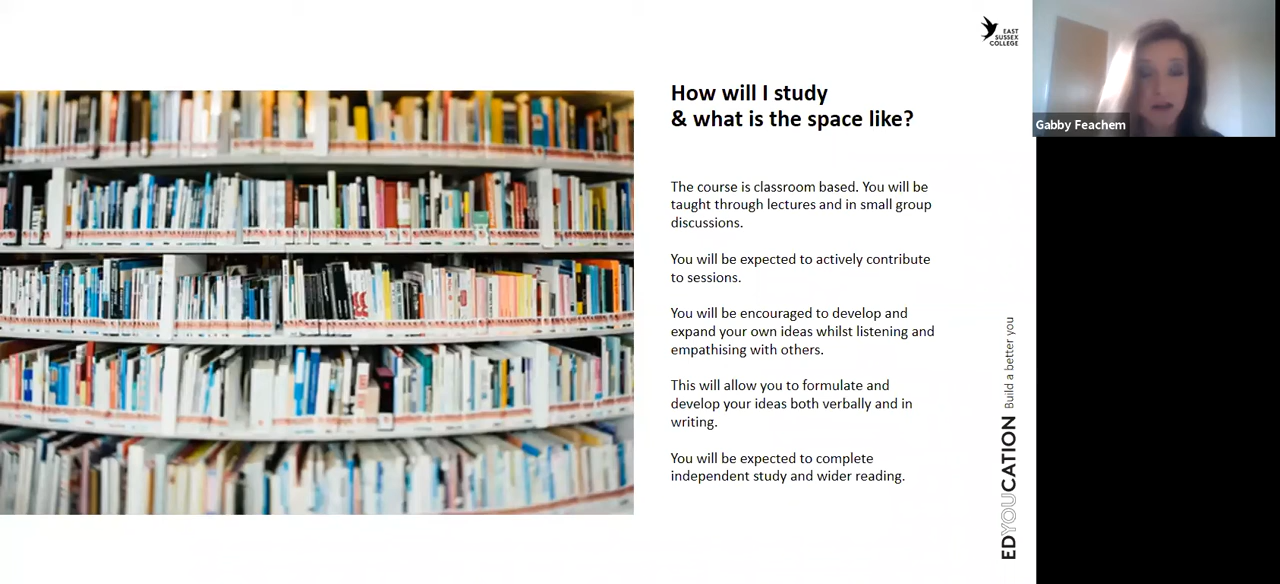 EAST
SUSSEX
COLLEGE
How will I study
& what is the space like?
The course is classroom based. You will be
taught through lectures and in small group
discussions.
You will be expected to actively contribute
to sessions.
You will be encouraged to develop and
expand your own ideas whilst listening and
empathising with others.
This will allow you to formulate and
develop your ideas both verbally and in
writing.
You will be expected to complete
independent study and wider reading.
EDYOUCATION Build a better you
Gabby Feachem